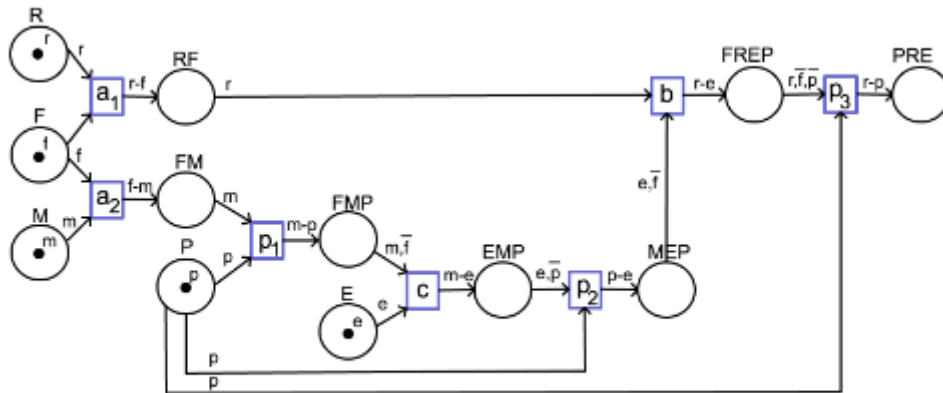 R
r
r
RF
FREP
PRE
a1
r-f
r
b
r-e
r,f̅,p̅
p3
r-p
F
f
f
e,f̅
FM
a2
f-m
m
FMP
M
m
m
P
p1
m-p
m,f̅
EMP
MEP
p
p
E
c
m-e
e,p̅
p2
p-e
e
e
p
p